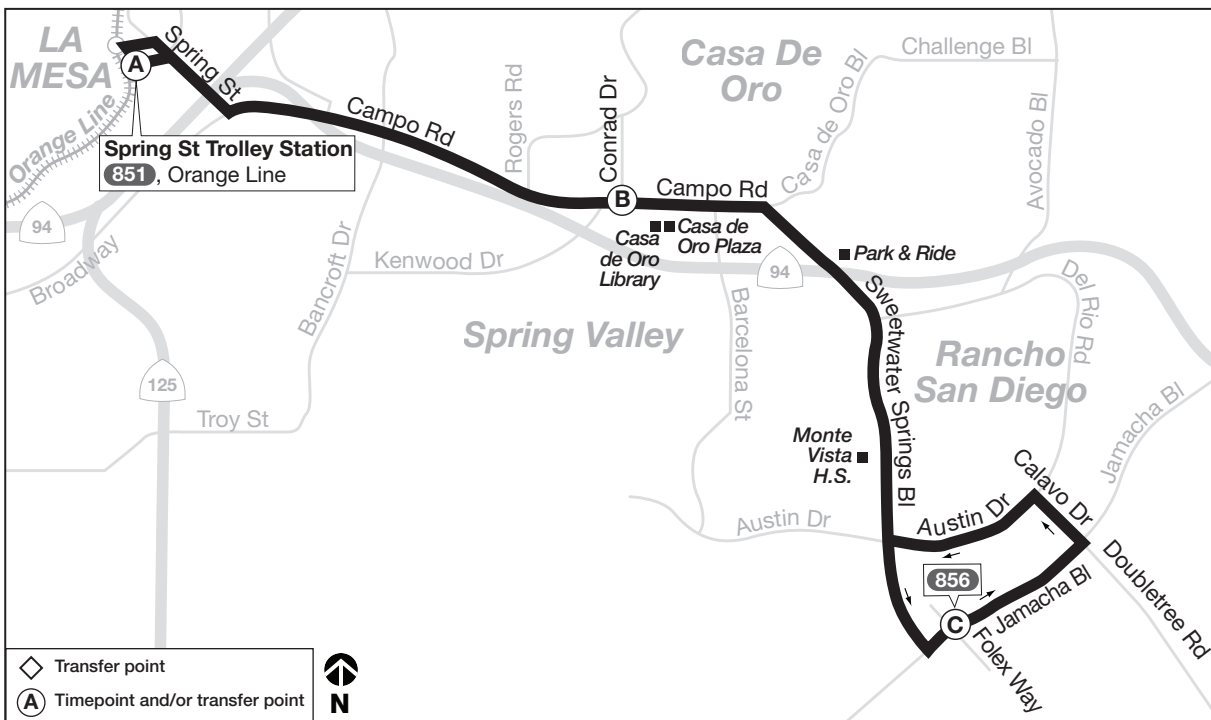 LA
MESA
Spring St
Orange Line
A
Spring St Trolley Station
851, Orange Line
94
Broadway
125
Troy St
Bancroft Dr
Kenwood Dr
Campo Rd
Rogers Rd
Conrad Dr
B
Campo Rd
Casa De
Oro
Casa de Oro Bl
Challenge Bl
Avocado Bl
Casa
de Oro
Library
Casa de
Oro Plaza
94
Park & Ride
Barcelona St
Spring Valley
Sweetwater Springs Bl
Del Rio Rd
Rancho
San Diego
Jamacha Bl
Monte
Vista
H.S.
Austin Dr
Austin Dr
Calavo Dr
Doubletree Rd
856
C
Jamacha Bl
Folex Way
Transfer point
A Timepoint and/or transfer point
N